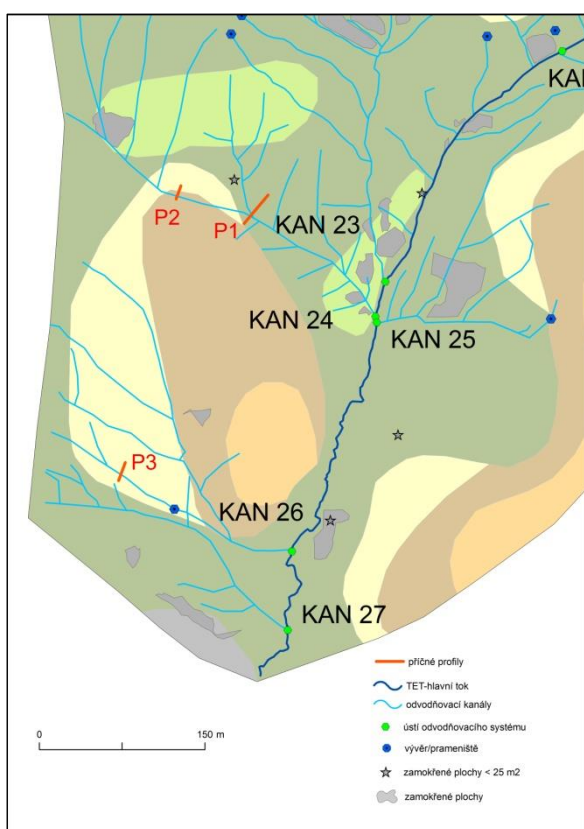 KAN
P2
P1
KAN 23
KAN 24
KAN 25
P3
KAN 26
KAN 27
příčné profily
TET-hlavní tok
odvodňovací kanály
ústí odvodňovacího systému
vývěr/prameniště
zamokřené plochy < 25 m2
zamokřené plochy
0 150 m